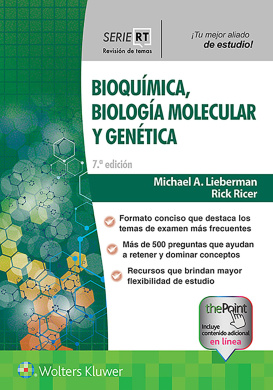 SERIE RT
Revisión de temas
¡Tu mejor aliado
de estudio!
BIOQUÍMICA,
BIOLOGÍA MOLECULAR
Y GENÉTICA
7.ª edición
Michael A. Lieberman
Rick Ricer
Formato conciso que destaca los
temas de examen más frecuentes
Más de 500 preguntas que ayudan
a retener y dominar conceptos
Recursos que brindan mayor
flexibilidad de estudio
thePoint
Incluye
contenido adicional
en línea
Wolters Kluwer